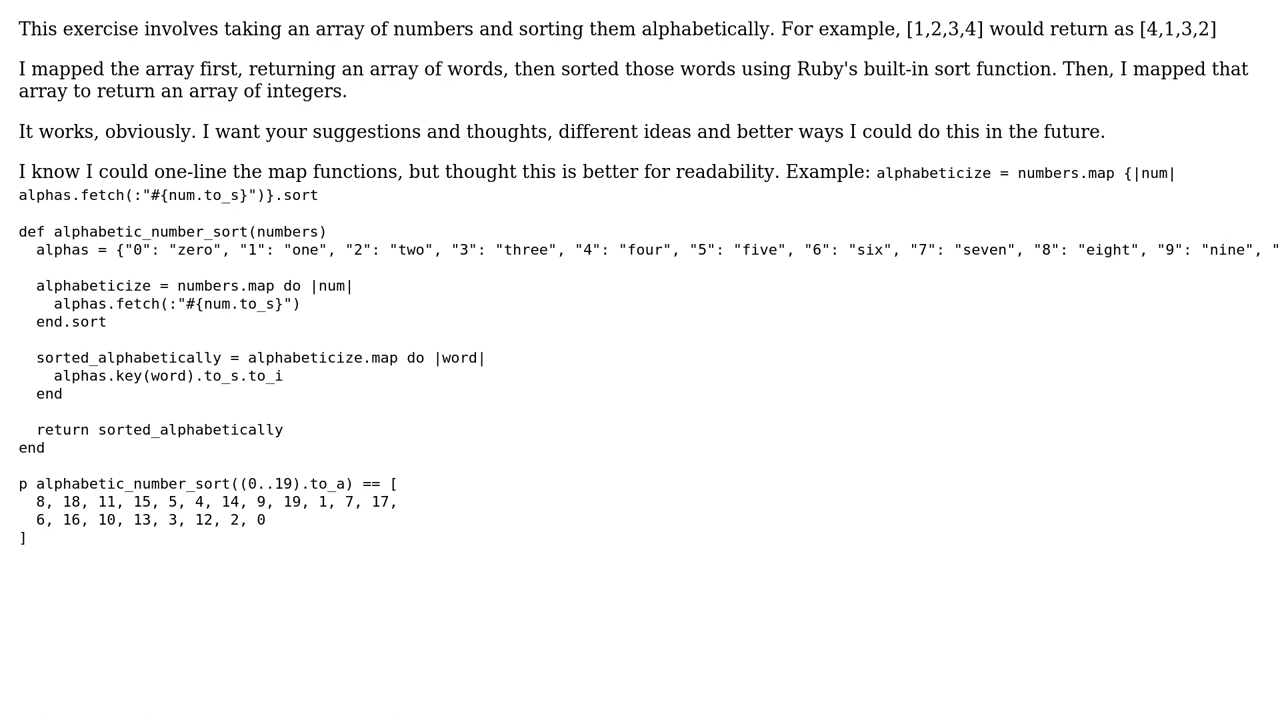 This exercise involves taking an array of numbers and sorting them alphabetically. For example, [1,2,3,4] would return as [4,1,3,2]
I mapped the array first, returning an array of words, then sorted those words using Ruby's built-in sort function. Then, I mapped that
array to return an array of integers.
It works, obviously. I want your suggestions and thoughts, different ideas and better ways I could do this in the future.
I know I could one-line the map functions, but thought this is better for readability. Example: alphabeticize = numbers.map {|num|
alphas.fetch(:"#{num.to_s}")}.sort
def alphabetic_number_sort(numbers)
  alphas = {"0": "zero", "1": "one", "2": "two", "3": "three", "4": "four", "5": "five", "6": "six", "7": "seven", "8": "eight", "9": "nine", "
  alphabeticize = numbers.map do |num|
    alphas.fetch(:"#{num.to_s}")
  end.sort
  sorted_alphabetically = alphabeticize.map do |word|
    alphas.key(word).to_s.to_i
  end
  return sorted_alphabetically
end
p alphabetic_number_sort((0..19).to_a) == [
  8, 18, 11, 15, 5, 4, 14, 9, 19, 1, 7, 17,
  6, 16, 10, 13, 3, 12, 2, 0
]